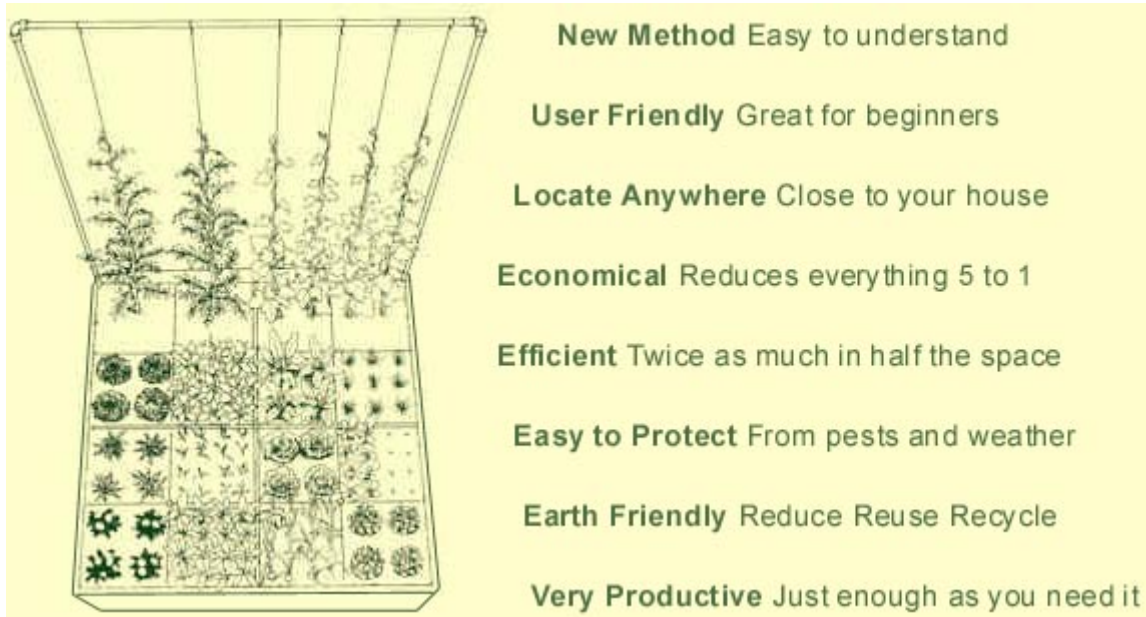 New Method Easy to understand
User Friendly Great for beginners
Locate Anywhere Close to your house
Economical Reduces everything 5 to 1
Efficient Twice as much in half the space
Easy to Protect From pests and weather
Earth Friendly Reduce Reuse Recycle
Very Productive Just enough as you need it